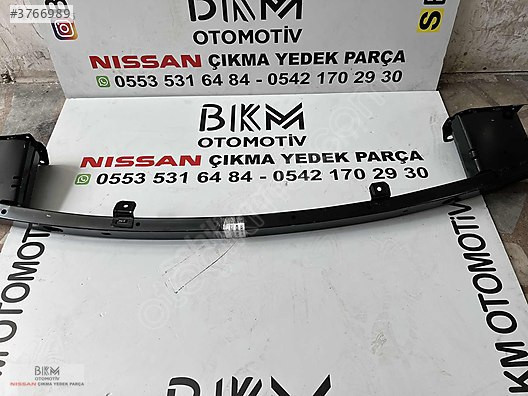 #3766989
BKM
OTOMOTİV
NISSAN ÇIKMA YEDEK PARÇA
0553 531 64 84 - 0542 170 29 30
BKM
OTOMOTİV
NISSAN ÇIKMA YEDEK PARÇA
0553 531 64 84 - 0542 170 29 30
KM OTOMOTİV
BKM
OTOMOTİV
NISSAN ÇIKMA YEDEK PARÇA
BKM